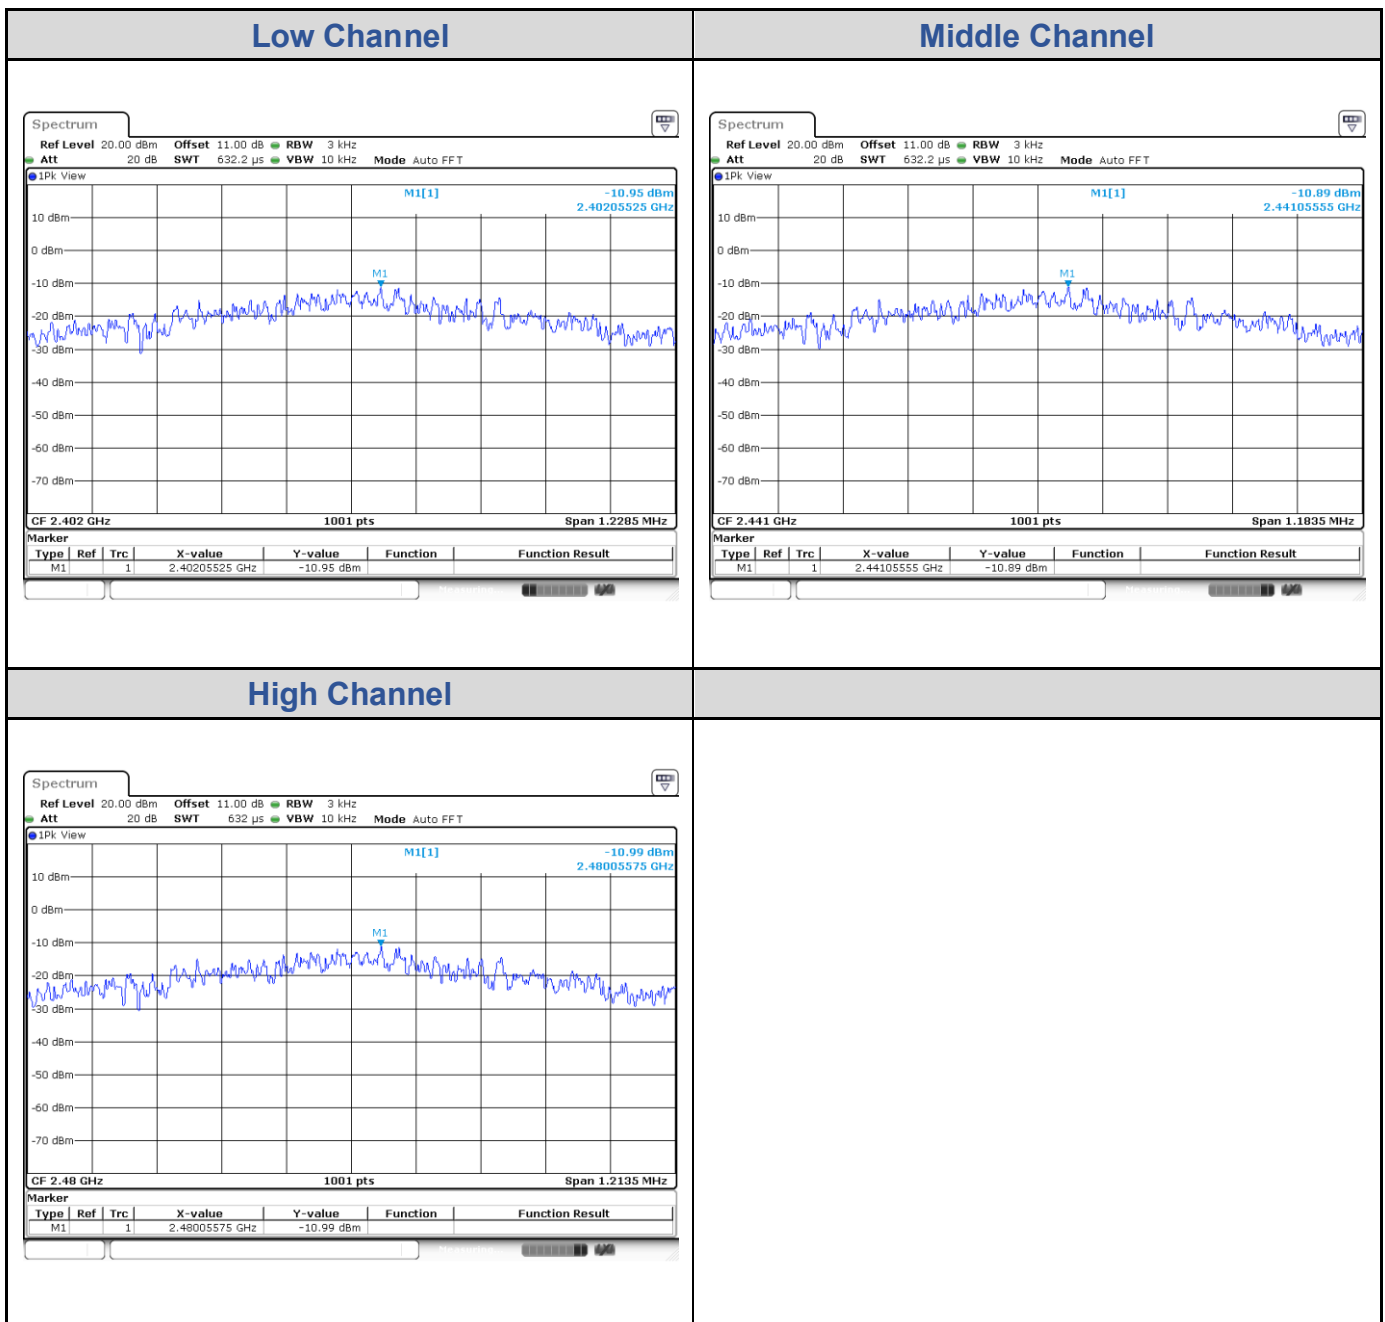 Low Channel
Middle Channel
Spectrum
Ref Level 20.00 dBm Offset 11.00 dB RBW 3 kHz
Att 20 dB SWT 632.2 µs VBW 10 kHz Mode Auto FFT
1Pk View
M1[1] -10.95 dBm
2.40205525 GHz
10 dBm
0 dBm
M1
-10 dBm
-20 dBm
-30 dBm
-40 dBm
-50 dBm
-60 dBm
-70 dBm
CF 2.402 GHz 1001 pts Span 1.2285 MHz
Marker
Type Ref Trc X-value Y-value Function Function Result
M1 1 2.40205525 GHz -10.95 dBm
Measuring...
Spectrum
Ref Level 20.00 dBm Offset 11.00 dB RBW 3 kHz
Att 20 dB SWT 632.2 µs VBW 10 kHz Mode Auto FFT
1Pk View
M1[1] -10.89 dBm
2.44105555 GHz
10 dBm
0 dBm
M1
-10 dBm
-20 dBm
-30 dBm
-40 dBm
-50 dBm
-60 dBm
-70 dBm
CF 2.441 GHz 1001 pts Span 1.1835 MHz
Marker
Type Ref Trc X-value Y-value Function Function Result
M1 1 2.44105555 GHz -10.89 dBm
Measuring...
High Channel
Spectrum
Ref Level 20.00 dBm Offset 11.00 dB RBW 3 kHz
Att 20 dB SWT 632 µs VBW 10 kHz Mode Auto FFT
1Pk View
M1[1] -10.99 dBm
2.48005575 GHz
10 dBm
0 dBm
M1
-10 dBm
-20 dBm
-30 dBm
-40 dBm
-50 dBm
-60 dBm
-70 dBm
CF 2.48 GHz 1001 pts Span 1.2135 MHz
Marker
Type Ref Trc X-value Y-value Function Function Result
M1 1 2.48005575 GHz -10.99 dBm
Measuring...